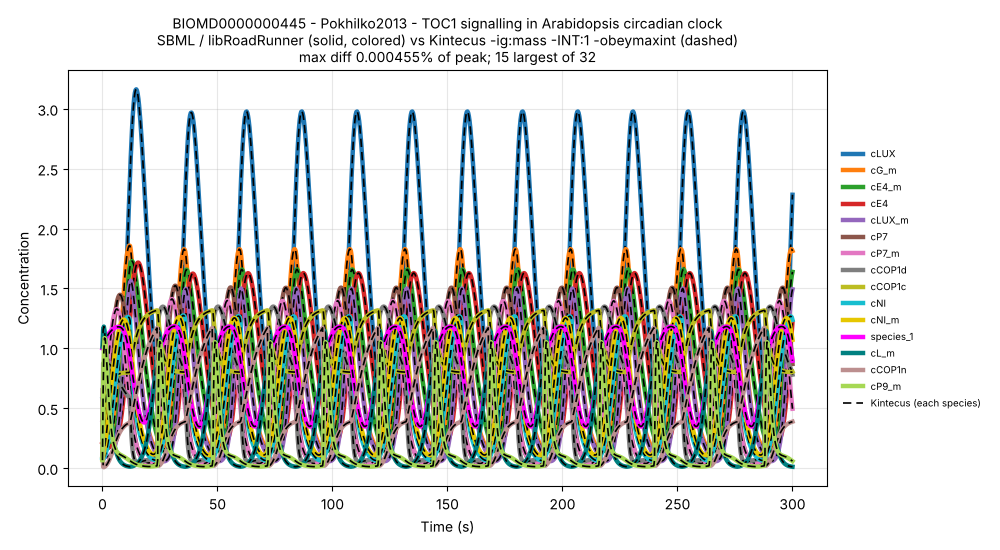 BIOMD0000000445 - Pokhilko2013 - TOC1 signalling in Arabidopsis circadian clock
SBML / libRoadRunner (solid, colored) vs Kintecus -ig:mass -INT:1 -obeymaxint (dashed)
max diff 0.000455% of peak; 15 largest of 32
Concentration
3.0
2.5
2.0
1.5
1.0
0.5
0.0
0
50
100
150
200
250
300
Time (s)
cLUX
cG_m
cE4_m
cE4
cLUX_m
cP7
cP7_m
cCOP1d
cCOP1c
cNI
cNI_m
species_1
cL_m
cCOP1n
cP9_m
Kintecus (each species)